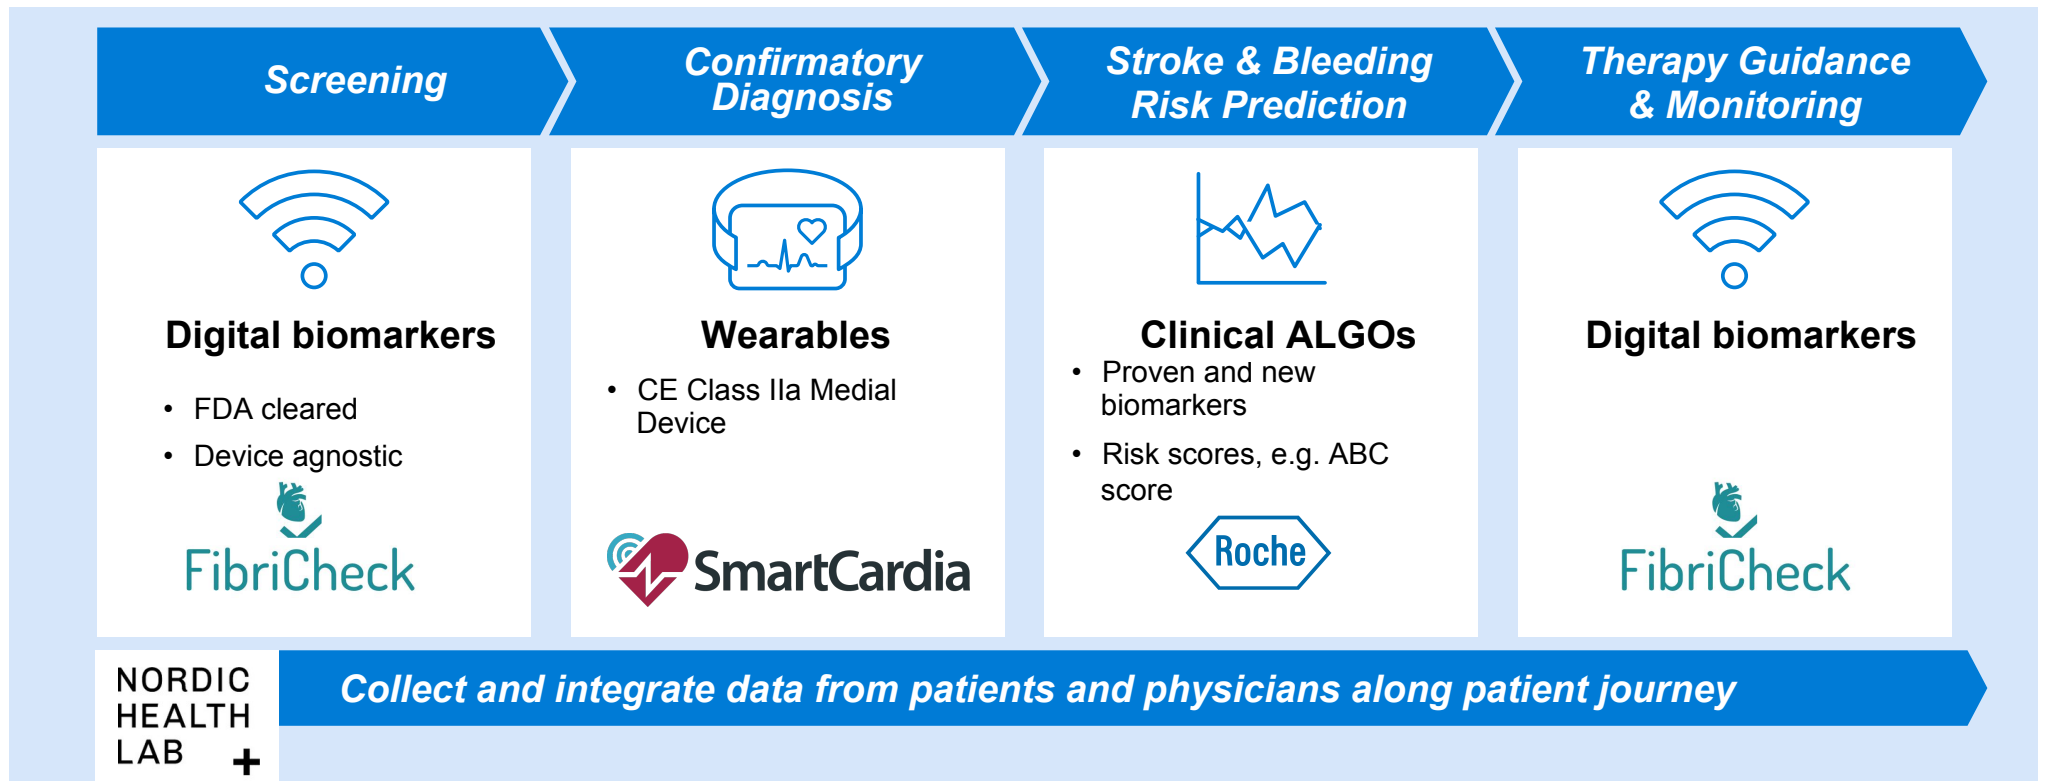 Screening
Confirmatory
Diagnosis
Stroke & Bleeding
Risk Prediction
Therapy Guidance
& Monitoring
Digital biomarkers
• FDA cleared
• Device agnostic
FibriCheck
Wearables
• CE Class IIa Medial
Device
SmartCardia
Clinical ALGOs
• Proven and new
biomarkers
• Risk scores, e.g. ABC
score
Roche
Digital biomarkers
FibriCheck
NORDIC
HEALTH
LAB +
Collect and integrate data from patients and physicians along patient journey